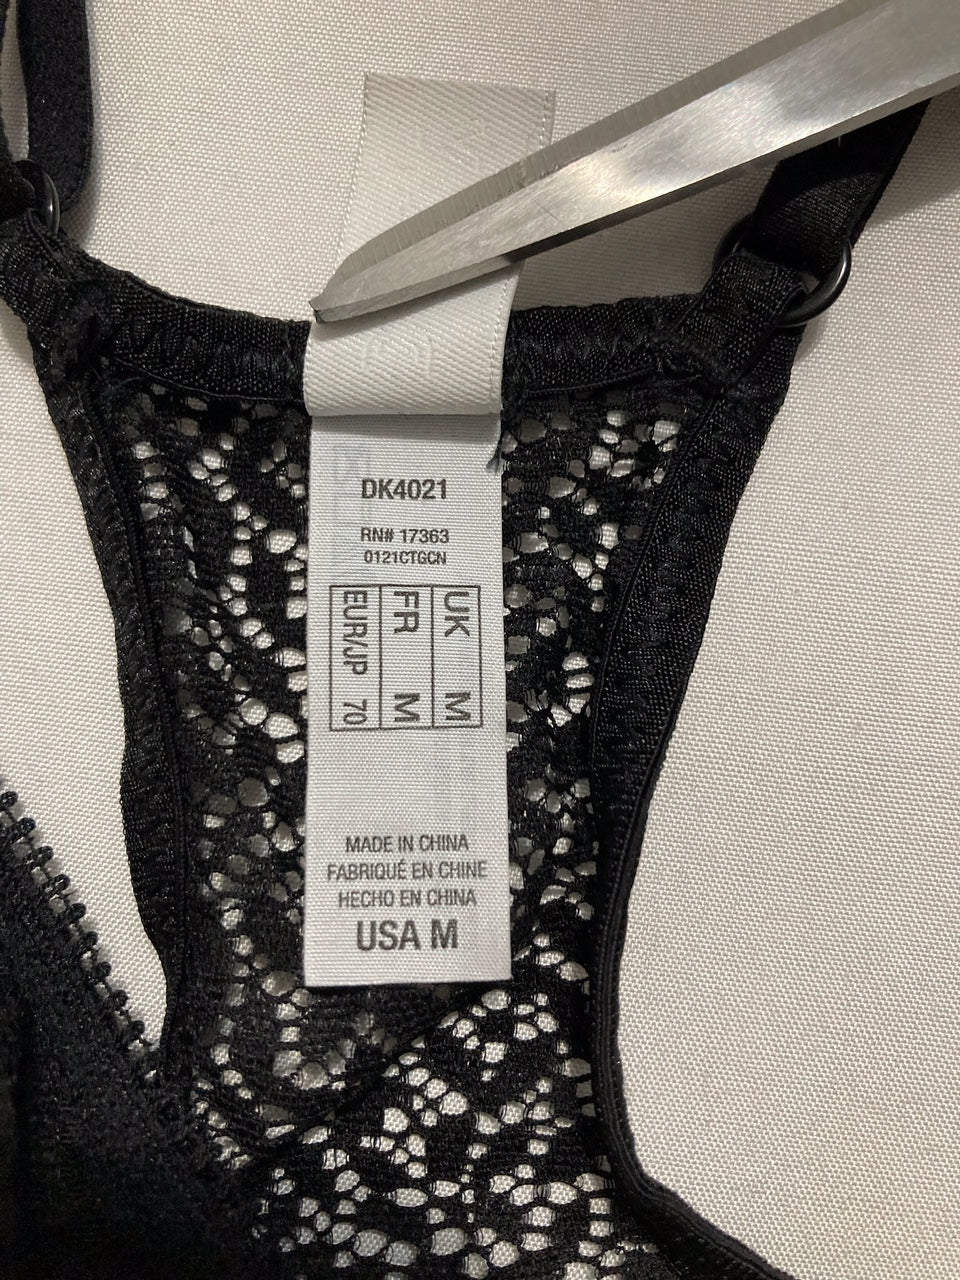 DK4021
RN# 17363
0121CTGCN
UK M
FR M
EUR/JP 70
MADE IN CHINA
FABRIQUÉ EN CHINE
HECHO EN CHINA
USA M